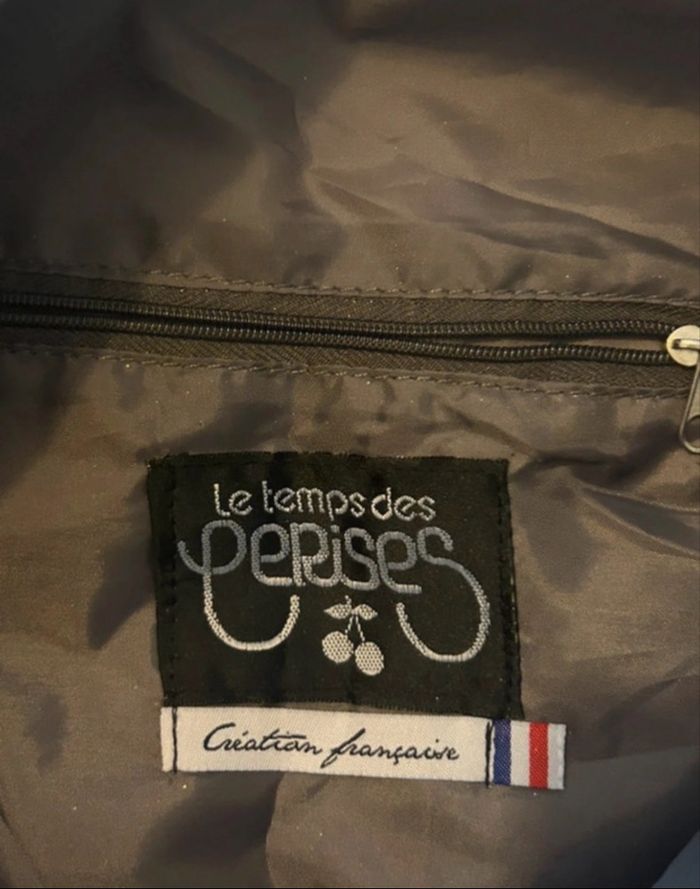 Le temps des
CERISES
Création française